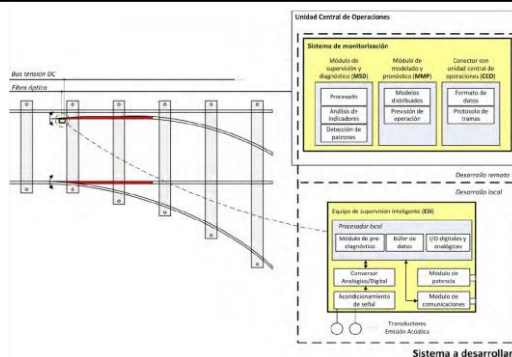 Unidad Central de Operaciones
Sistema de monitorización
Módulo de
supervisión y
diagnóstico (MSD)
Procesado
Análisis de
indicadores
Detección de
patrones
Módulo de
modelado y
pronóstico (MMP)
Modelos
distribuidos
Previsión de
operación
Conector con
unidad central de
operaciones (CCO)
Formato de
datos
Protocolo de
tramas
Bus tensión DC
Fibra óptica
Desarrollo remoto
Desarrollo local
Equipo de supervisión inteligente (ESI)
Procesador local
Módulo de pre-
diagnóstico
Búfer de
datos
I/O digitales y
analógicas
Conversor
Analógico/Digital
Modulo de
potencia
Acondicionamiento
de señal
Modulo de
comunicaciones
Transductores
Emisión Acústica
Sistema a desarrollar